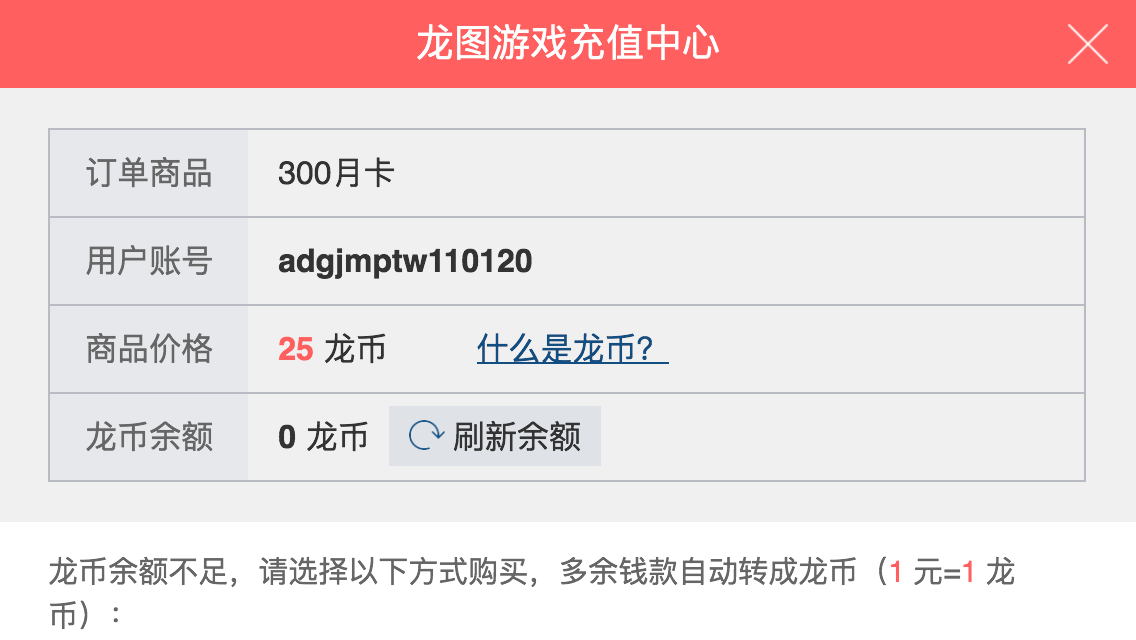 龙图游戏充值中心
订单商品 300月卡
用户账号 adgjmptw110120
商品价格 25 龙币 什么是龙币?
龙币余额 0 龙币 刷新余额
龙币余额不足，请选择以下方式购买，多余钱款自动转成龙币（1 元=1 龙
币）：